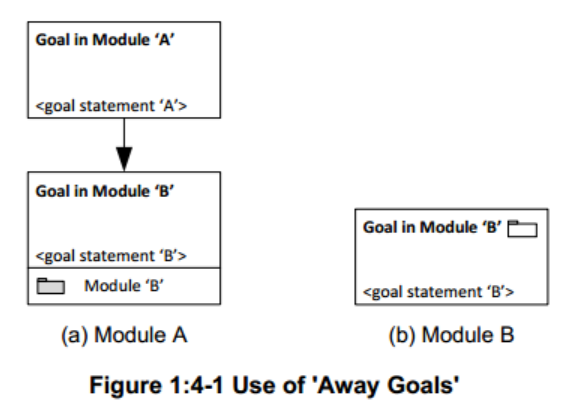 Goal in Module ‘A’
<goal statement ‘A’>
Goal in Module ‘B’
<goal statement ‘B’>
Module ‘B’
(a) Module A
Goal in Module ‘B’
<goal statement ‘B’>
(b) Module B
Figure 1:4-1 Use of 'Away Goals'